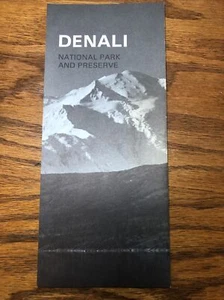 DENALI
NATIONAL PARK
AND PRESERVE